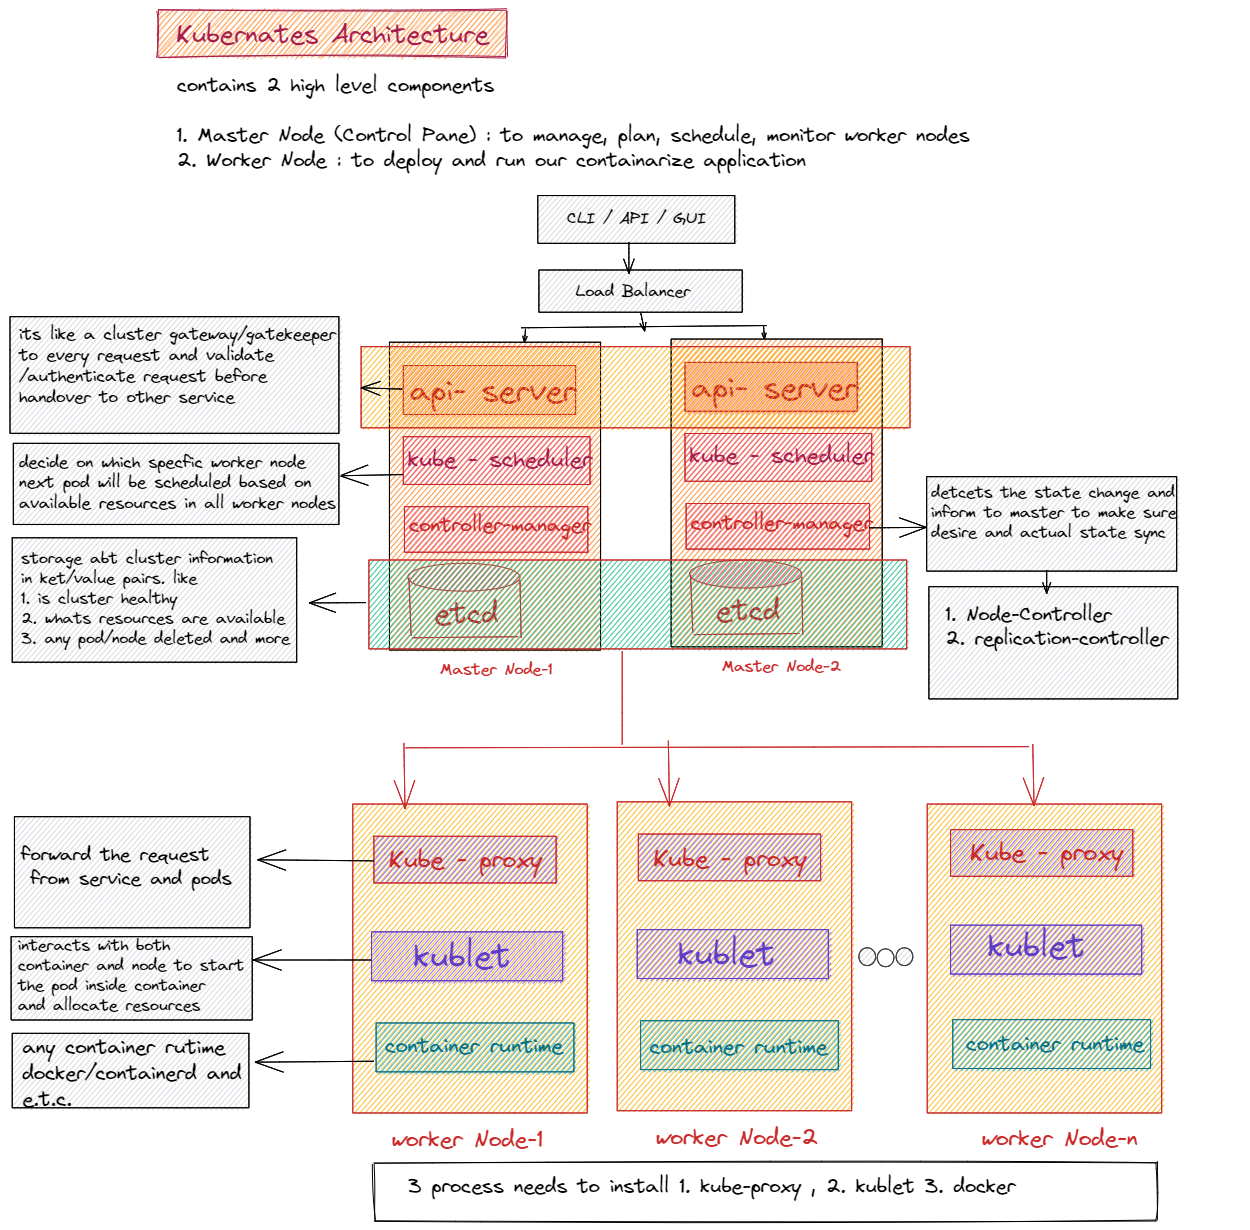 Kubernates Architecture
contains 2 high level components
1. Master Node (Control Pane) : to manage, plan, schedule, monitor worker nodes
2. Worker Node : to deploy and run our containarize application
CLI / API / GUI
Load Balancer
its like a cluster gateway/gatekeeper
to every request and validate
/authenticate request before
handover to other service
api- server
api- server
decide on which specfic worker node
next pod will be scheduled based on
available resources in all worker nodes
kube - scheduler
kube - scheduler
controller-manager
controller-manager
detcets the state change and
inform to master to make sure
desire and actual state sync
storage abt cluster information
in ket/value pairs. like
1. is cluster healthy
2. whats resources are available
3. any pod/node deleted and more
etcd
etcd
1. Node-Controller
2. replication-controller
Master Node-1
Master Node-2
forward the request
from service and pods
Kube - proxy
Kube - proxy
Kube - proxy
interacts with both
container and node to start
the pod inside container
and allocate resources
kublet
kublet
kublet
any container rutime
docker/containerd and
e.t.c.
container runtime
container runtime
container runtime
worker Node-1
worker Node-2
worker Node-n
3 process needs to install 1. kube-proxy , 2. kublet 3. docker